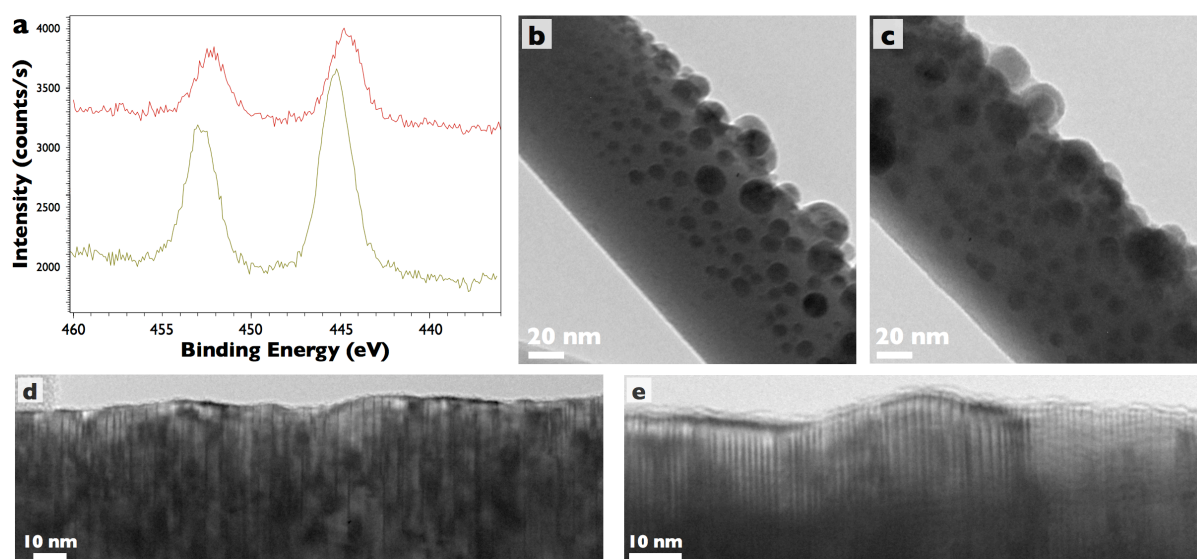 a
4000
3500
3000
2500
2000
Intensity (counts/s)
460 455 450 445 440
Binding Energy (eV)
b
20 nm
c
20 nm
d
10 nm
e
10 nm